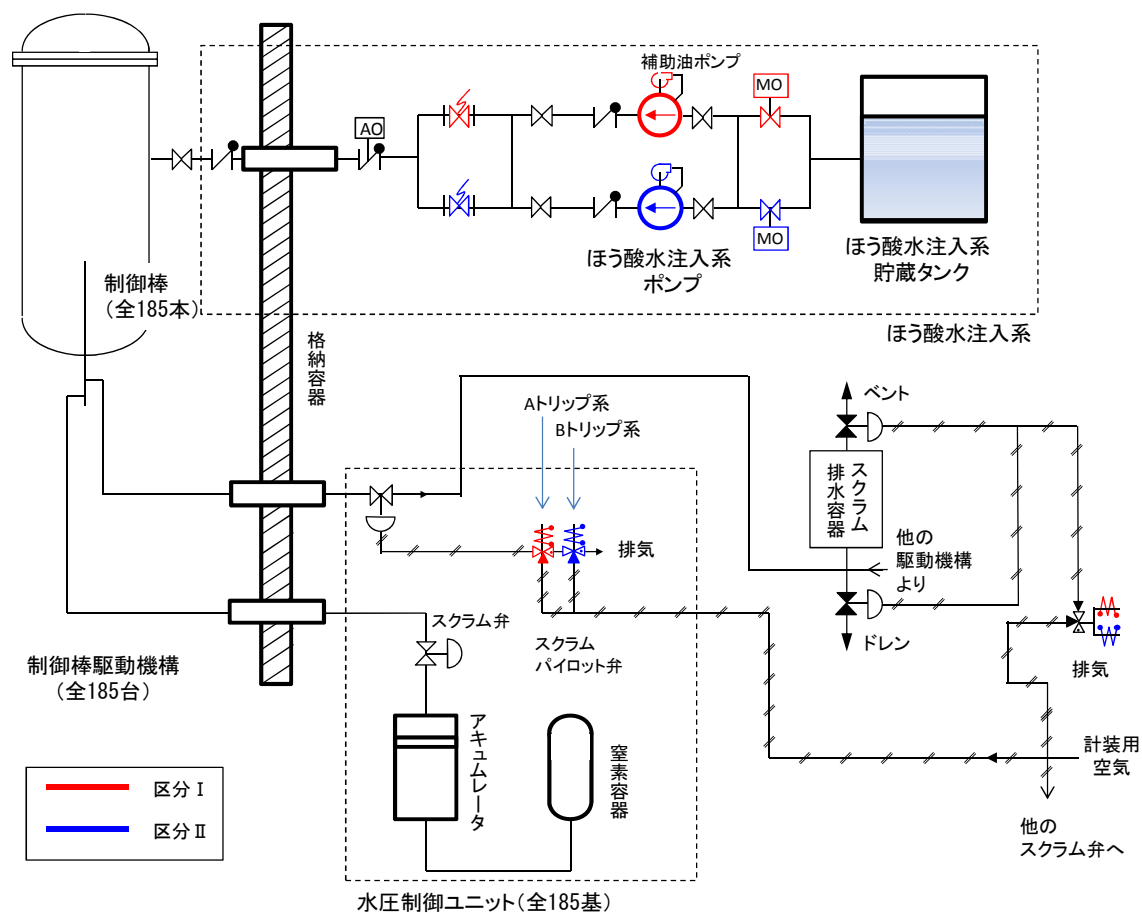 補助油ポンプ
MO
AO
MO
ほう酸水注入系
ポンプ
ほう酸水注入系
貯蔵タンク
制御棒
(全185本)
ほう酸水注入系
格納容器
Aトリップ系
Bトリップ系
ベント
スクラム
排水容器
他の
駆動機構
より
排気
スクラム弁
スクラム
パイロット弁
ドレン
排気
制御棒駆動機構
(全185台)
アキュムレータ
窒素容器
計装用
空気
区分Ⅰ
区分Ⅱ
他の
スクラム弁へ
水圧制御ユニット(全185基)